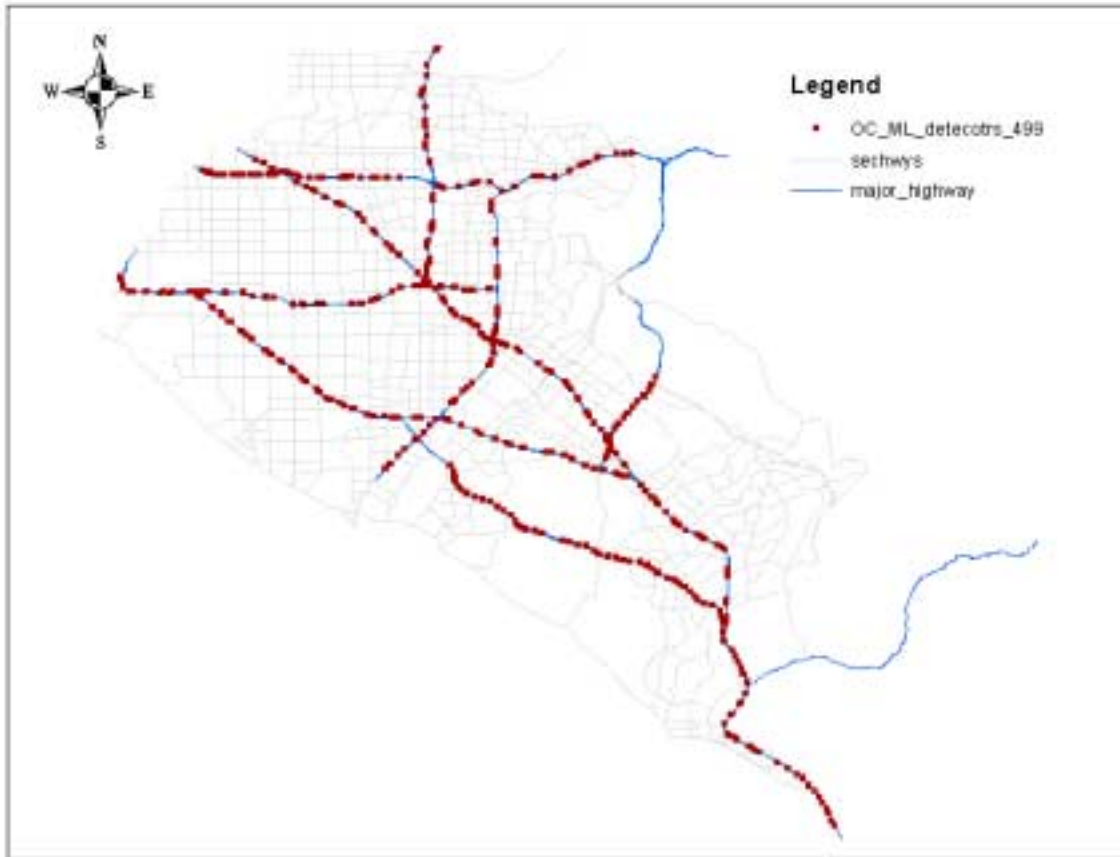 N
W E
S
Legend
OC_ML_detecotrs_499
sechwys
major_highway